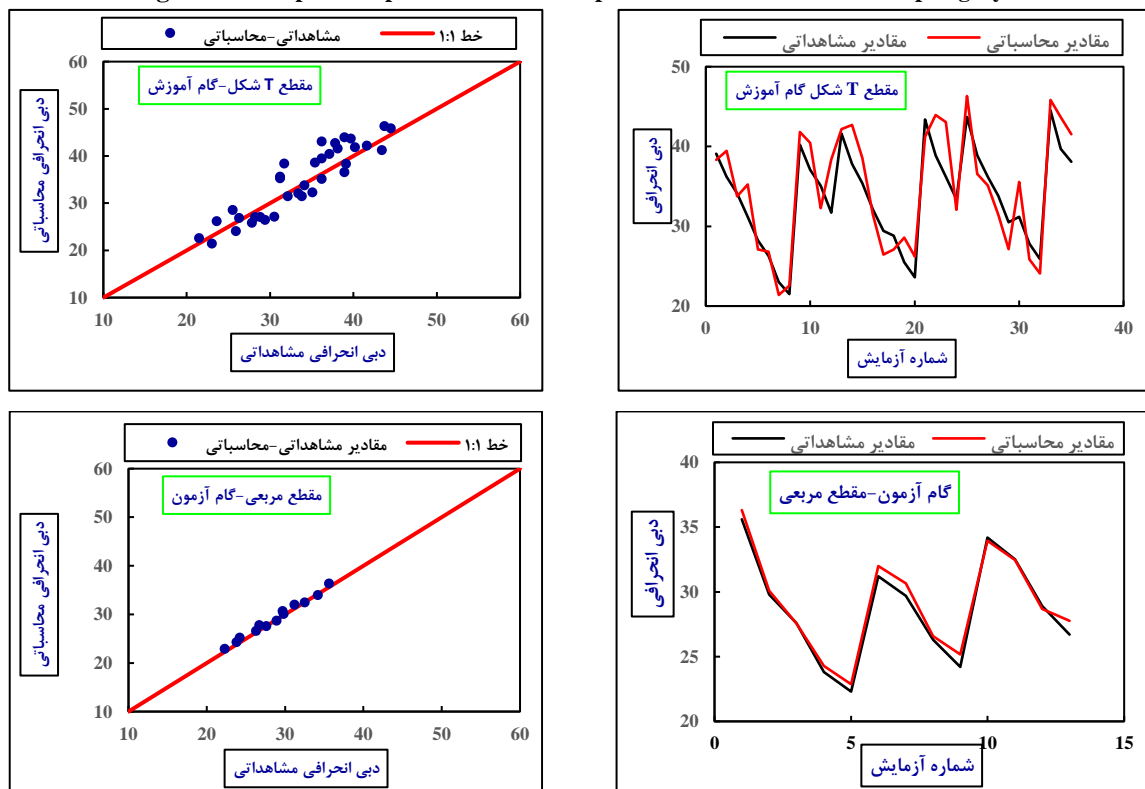 مشاهداتی-محاسباتی خط ۱:۱
مقطع T شکل-گام آموزش
دبی انحرافی محاسباتی
60
50
40
30
20
10
10 20 30 40 50 60
دبی انحرافی مشاهداتی
مقادیر مشاهداتی مقادیر محاسباتی
مقطع T شکل گام آموزش
دبی انحرافی
50
40
30
20
0 10 20 30 40
شماره آزمایش
مقادیر مشاهداتی-محاسباتی خط ۱:۱
مقطع مربعی-گام آزمون
دبی انحرافی محاسباتی
60
50
40
30
20
10
10 20 30 40 50 60
دبی انحرافی مشاهداتی
مقادیر مشاهداتی مقادیر محاسباتی
گام آزمون-مقطع مربعی
دبی انحرافی
40
35
30
25
20
0 5 10 15
شماره آزمایش